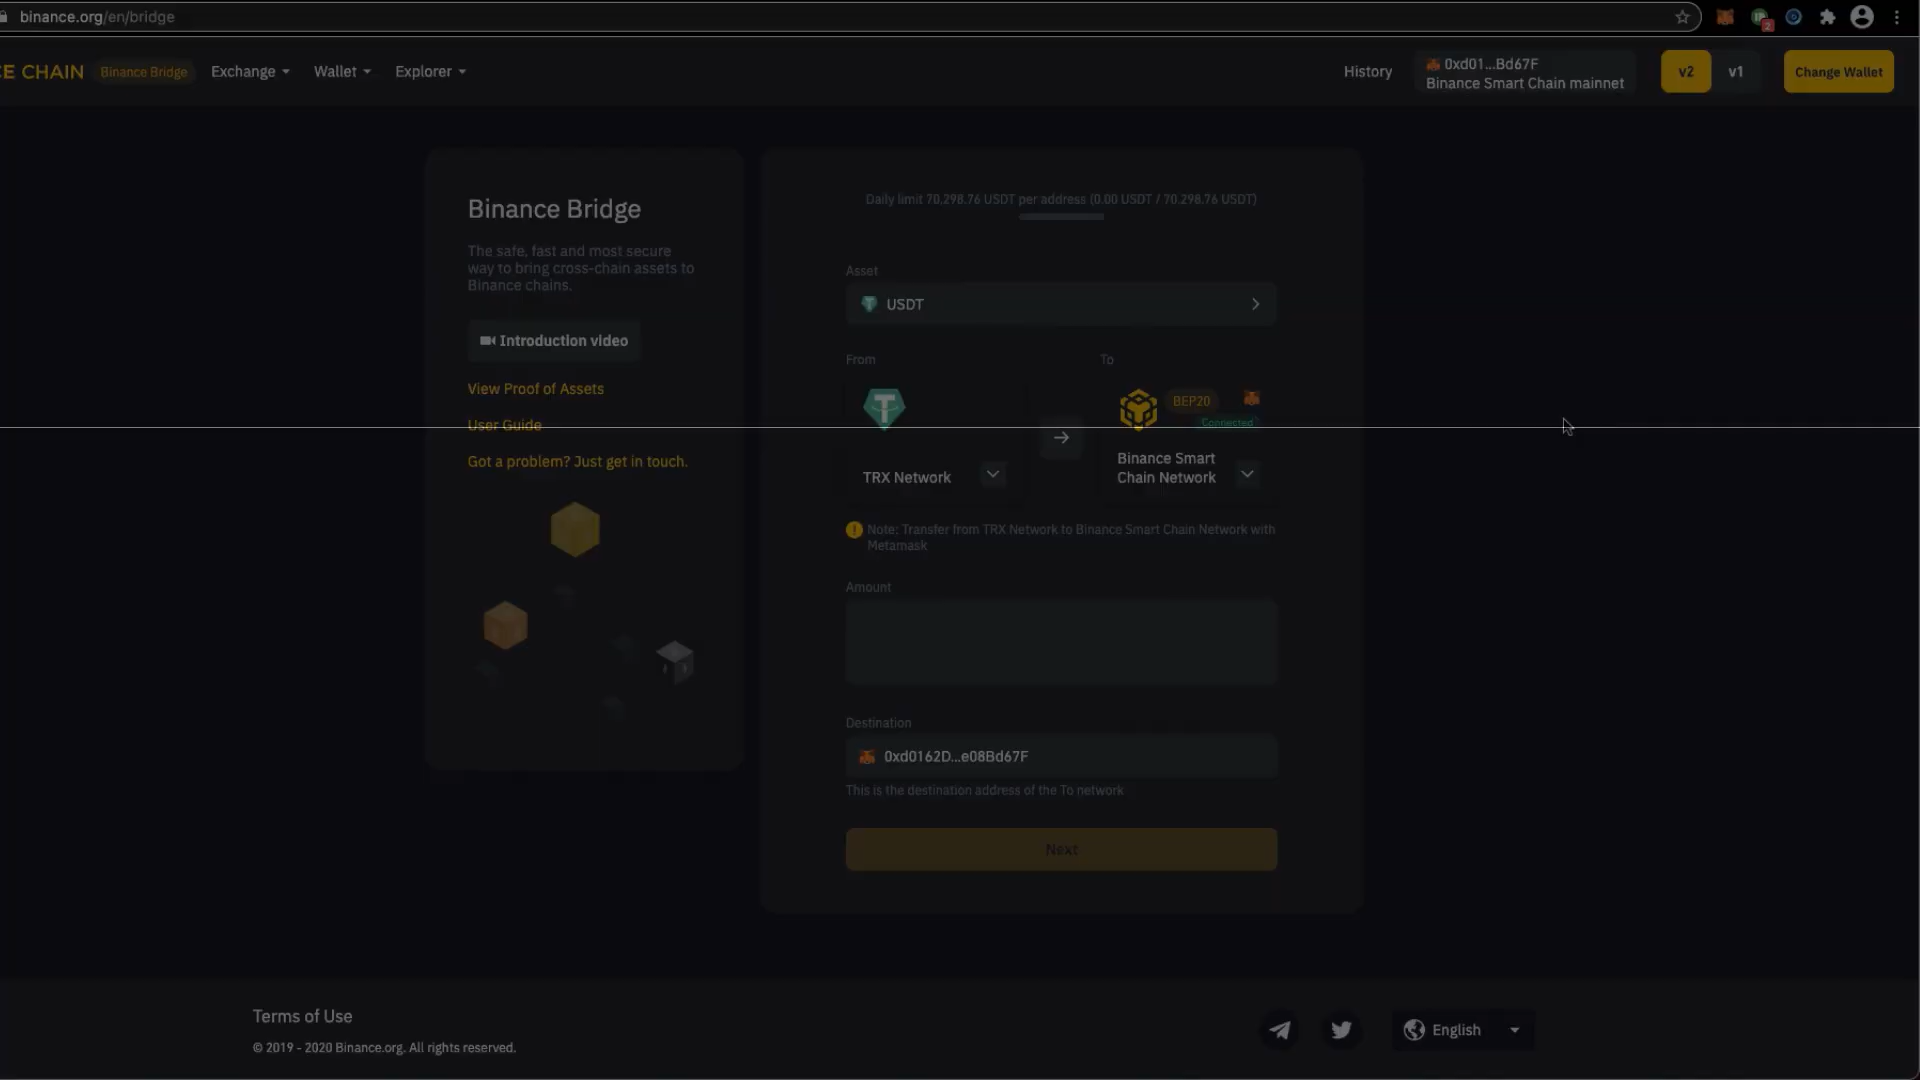 binance.org/en/bridge
2
CE CHAIN Binance Bridge Exchange Wallet Explorer History 0xd01...Bd67F v2 v1 Change Wallet
Binance Smart Chain mainnet
Binance Bridge
The safe, fast and most secure
way to bring cross-chain assets to
Binance chains.
Introduction video
View Proof of Assets
User Guide
Got a problem? Just get in touch.
Daily limit 70,298.76 USDT per address (0.00 USDT / 70,298.76 USDT)
Asset
USDT
From To
BEP20
Connected
TRX Network
Binance Smart
Chain Network
Note: Transfer from TRX Network to Binance Smart Chain Network with
Metamask
Amount
Destination
0xd0162D...e08Bd67F
This is the destination address of the To network
Next
Terms of Use
© 2019 - 2020 Binance.org. All rights reserved.
English